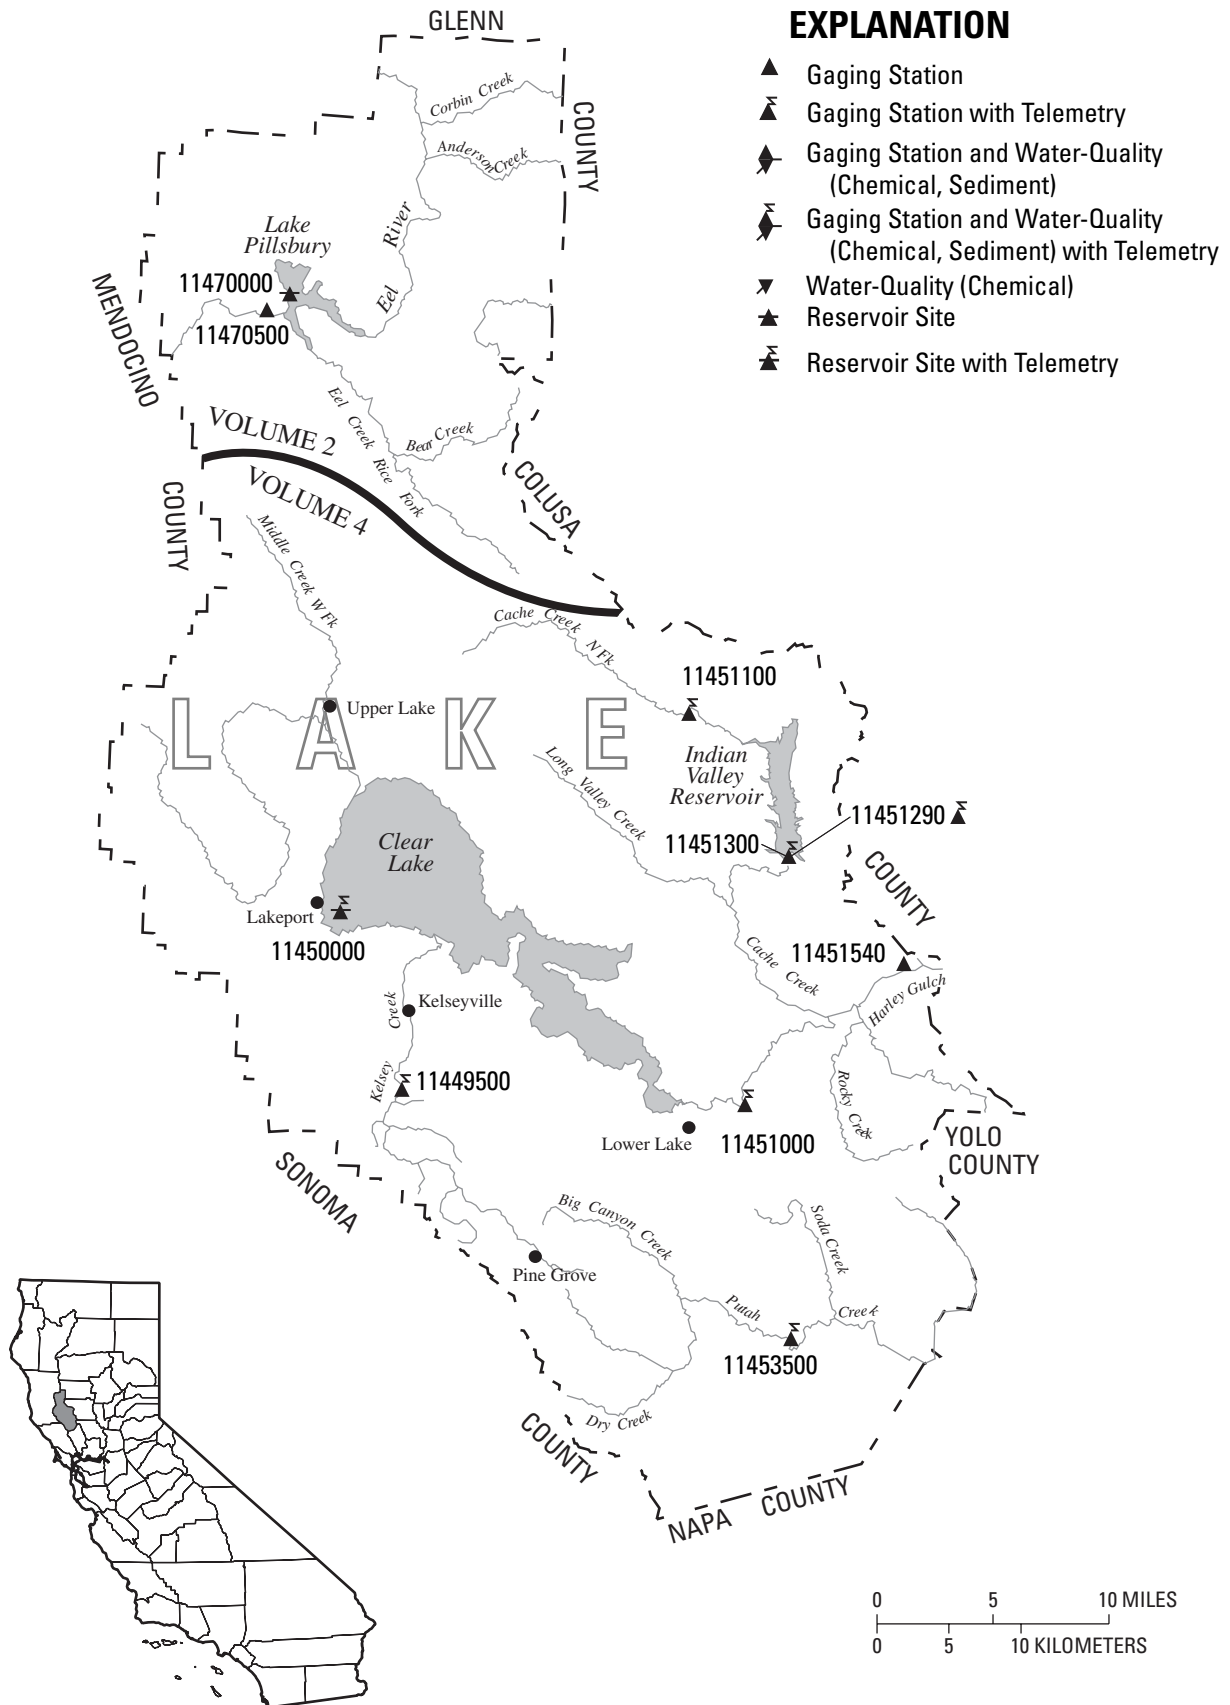 GLENN
COUNTY
EXPLANATION
Gaging Station
Gaging Station with Telemetry
Gaging Station and Water-Quality
(Chemical, Sediment)
Gaging Station and Water-Quality
(Chemical, Sediment) with Telemetry
Water-Quality (Chemical)
Reservoir Site
Reservoir Site with Telemetry
Corbin Creek
Anderson Creek
Eel River
Lake
Pillsbury
11470000
11470500
MENDOCINO
COUNTY
Eel Creek Rice Fork
Bear Creek
VOLUME 2
VOLUME 4
COLUSA
COUNTY
Middle Creek W Fk
Cache Creek N Fk
11451100
LAKE
Upper Lake
Indian
Valley
Reservoir
Long Valley Creek
11451290
11451300
Clear
Lake
Lakeport
11450000
11451540
Cache Creek
Harley Gulch
Kelseyville
Kelsey Creek
11449500
Rocky Creek
Lower Lake
11451000
YOLO
COUNTY
SONOMA
COUNTY
Big Canyon Creek
Soda Creek
Pine Grove
Putah Creek
11453500
Dry Creek
NAPA COUNTY
0 5 10 MILES
0 5 10 KILOMETERS